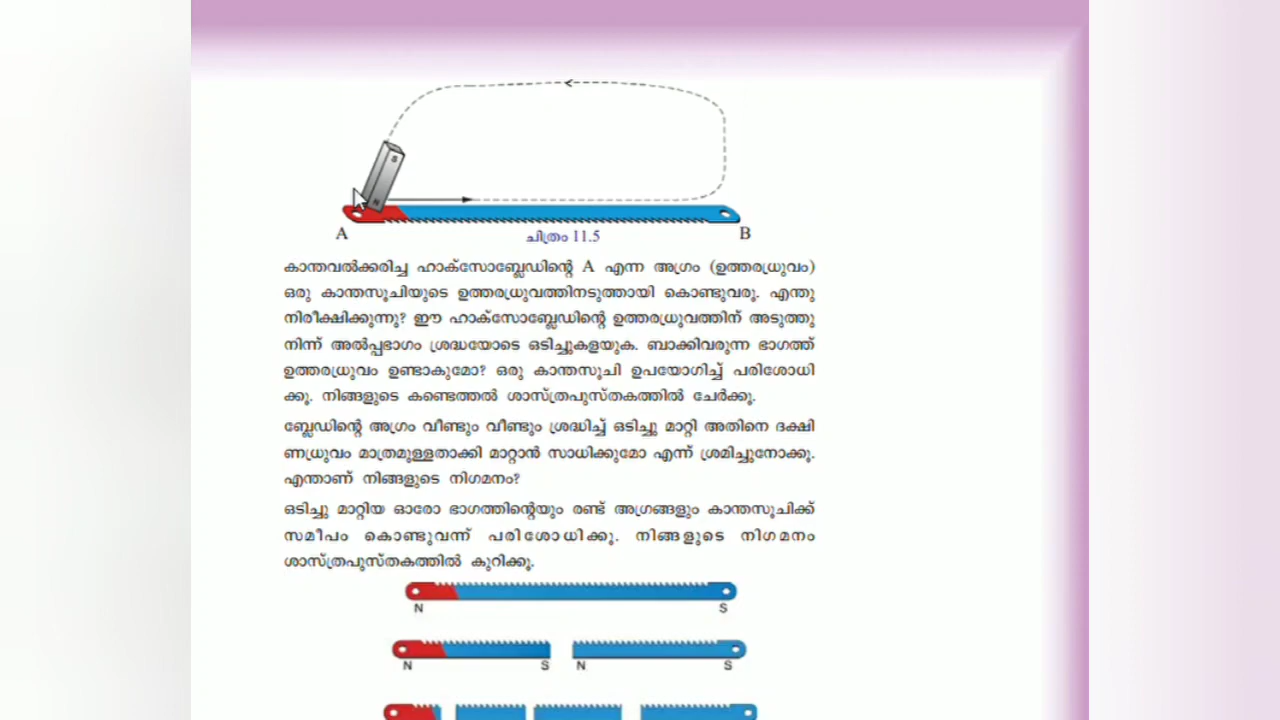 S
N
A
B
ചിത്രം 11.5
കാന്തവൽക്കരിച്ച ഹാക്സോബ്ലേഡിന്റെ A എന്ന അഗ്രം (ഉത്തരധ്രുവം)
ഒരു കാന്തസൂചിയുടെ ഉത്തരധ്രുവത്തിനടുത്തായി കൊണ്ടുവരൂ. എന്തു
നിരീക്ഷിക്കുന്നു? ഈ ഹാക്സോബ്ലേഡിന്റെ ഉത്തരധ്രുവത്തിന് അടുത്തു
നിന്ന് അൽപ്പഭാഗം ശ്രദ്ധയോടെ ഒടിച്ചുകളയുക. ബാക്കിവരുന്ന ഭാഗത്ത്
ഉത്തരധ്രുവം ഉണ്ടാകുമോ? ഒരു കാന്തസൂചി ഉപയോഗിച്ച് പരിശോധി
ക്കൂ. നിങ്ങളുടെ കണ്ടെത്തൽ ശാസ്ത്രപുസ്തകത്തിൽ ചേർക്കൂ.
ബ്ലേഡിന്റെ അഗ്രം വീണ്ടും വീണ്ടും ശ്രദ്ധിച്ച് ഒടിച്ചു മാറ്റി അതിനെ ദക്ഷി
ണധ്രുവം മാത്രമുള്ളതാക്കി മാറ്റാൻ സാധിക്കുമോ എന്ന് ശ്രമിച്ചുനോക്കൂ.
എന്താണ് നിങ്ങളുടെ നിഗമനം?
ഒടിച്ചു മാറ്റിയ ഓരോ ഭാഗത്തിന്റെയും രണ്ട് അഗ്രങ്ങളും കാന്തസൂചിക്ക്
സമീപം കൊണ്ടുവന്ന് പരിശോധിക്കൂ. നിങ്ങളുടെ നിഗമനം
ശാസ്ത്രപുസ്തകത്തിൽ കുറിക്കൂ.
N S
N S N S